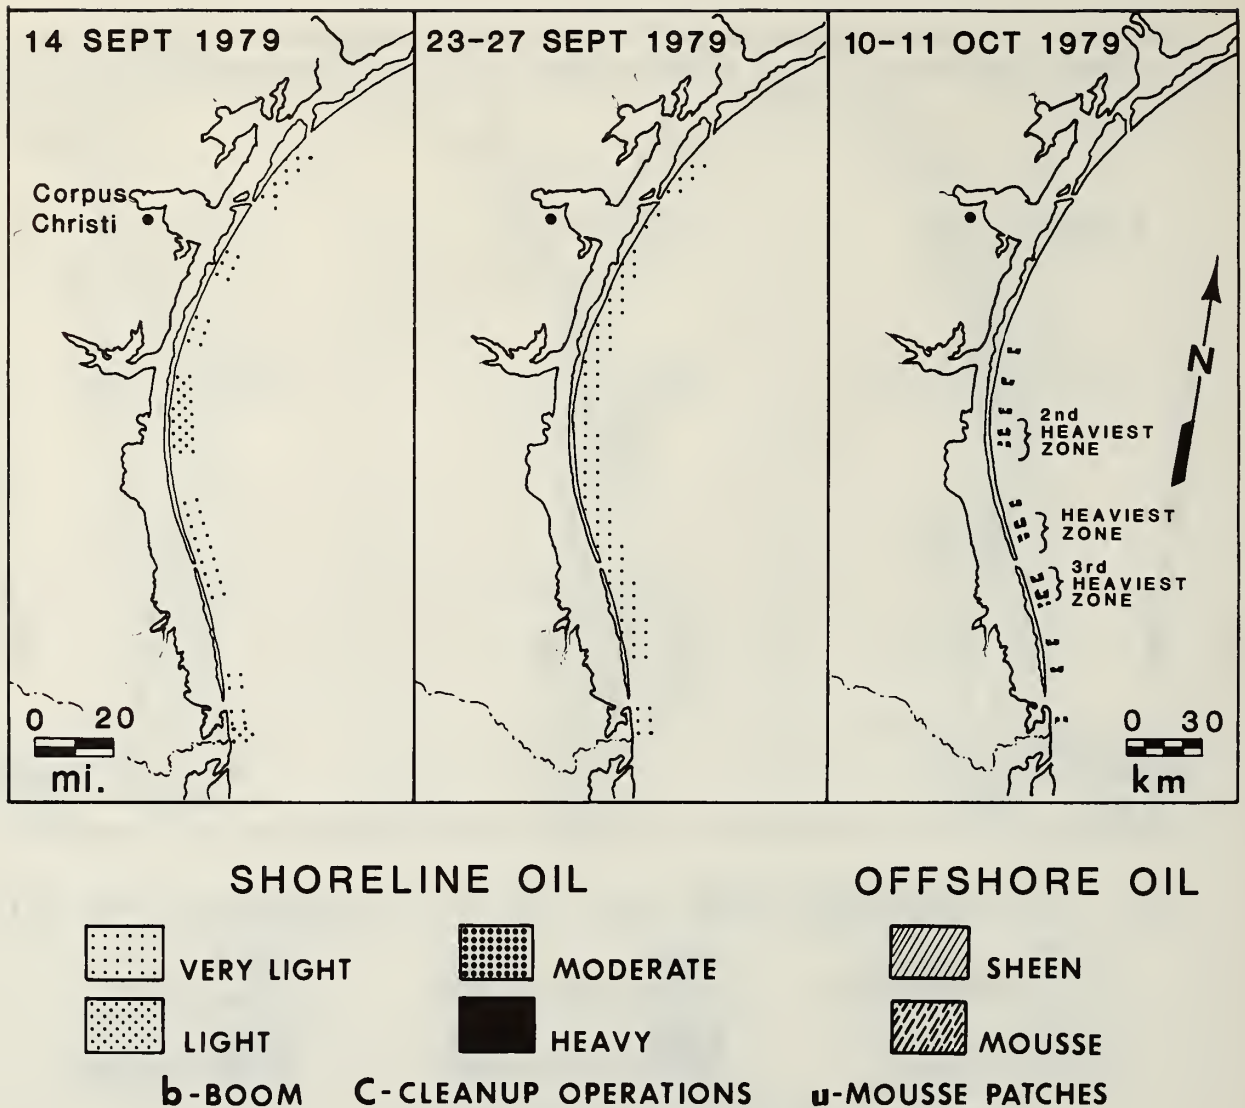 14 SEPT 1979
23-27 SEPT 1979
10-11 OCT 1979
Corpus
Christi
N
2nd
HEAVIEST
ZONE
HEAVIEST
ZONE
3rd
HEAVIEST
ZONE
0 20
mi.
0 30
km
SHORELINE OIL
OFFSHORE OIL
VERY LIGHT
MODERATE
SHEEN
LIGHT
HEAVY
MOUSSE
b-BOOM C-CLEANUP OPERATIONS u-MOUSSE PATCHES